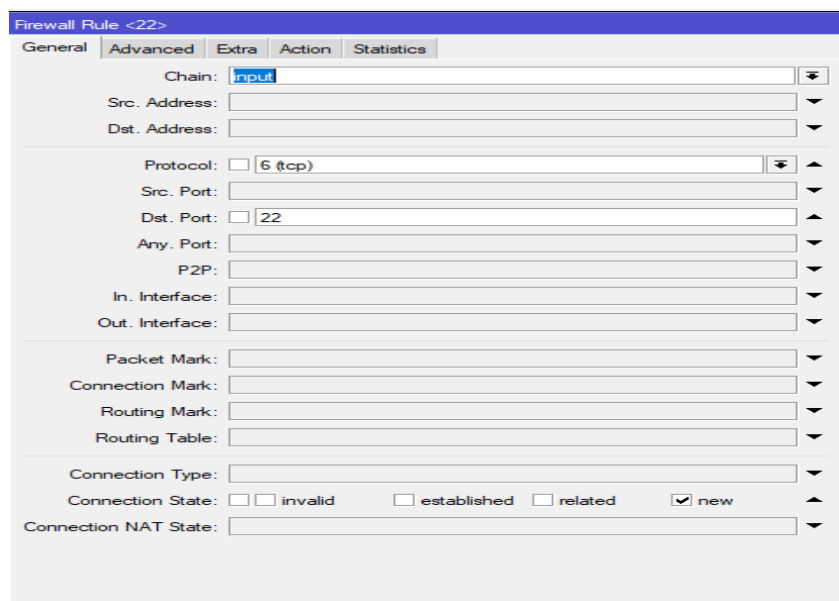 Firewall Rule <22>
General Advanced Extra Action Statistics
Chain: input
Src. Address:
Dst. Address:
Protocol: 6 (tcp)
Src. Port:
Dst. Port: 22
Any. Port:
P2P:
In. Interface:
Out. Interface:
Packet Mark:
Connection Mark:
Routing Mark:
Routing Table:
Connection Type:
Connection State: invalid established related new
Connection NAT State: